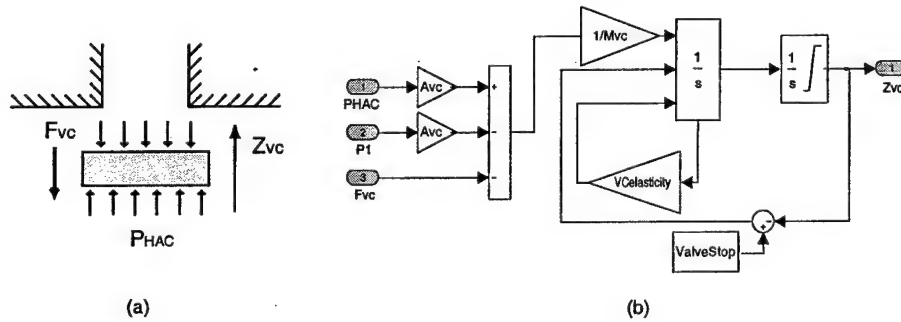 Fvc
Zvc
PHAC
(a)
1
PHAC
Avc
+
2
P1
Avc
-
3
Fvc
-
1/Mvc
1
s
1
s
1
Zvc
VCelasticity
+
-
ValveStop
(b)